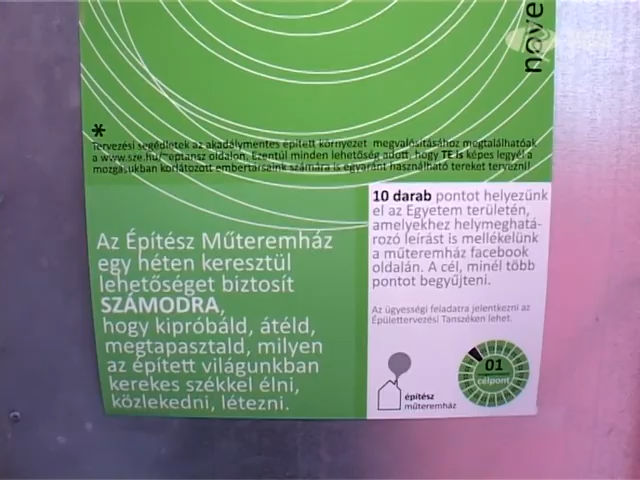 nove
*
Tervezési segédletek az akadálymentes épített környezet megvalósításához megtalálhatóak
a www.sze.hu/~eptansz oldalon. Ezentúl minden lehetőség adott, hogy TE is képes legyél a
mozgásukban korlátozott embertársaink számára is egyaránt használható tereket tervezni!
Az Építész Műteremház
egy héten keresztül
lehetőséget biztosít
SZÁMODRA,
hogy kipróbáld, átéld,
megtapasztald, milyen
az épített világunkban
kerekes székkel élni,
közlekedni, létezni.
10 darab pontot helyezünk
el az Egyetem területén,
amelyekhez helymeghatá-
rozó leírást is mellékelünk
a műteremház facebook
oldalán. A cél, minél több
pontot begyűjteni.
Az ügyességi feladatra jelentkezni az
Épülettervezési Tanszéken lehet.
építész
műteremház
01
célpont